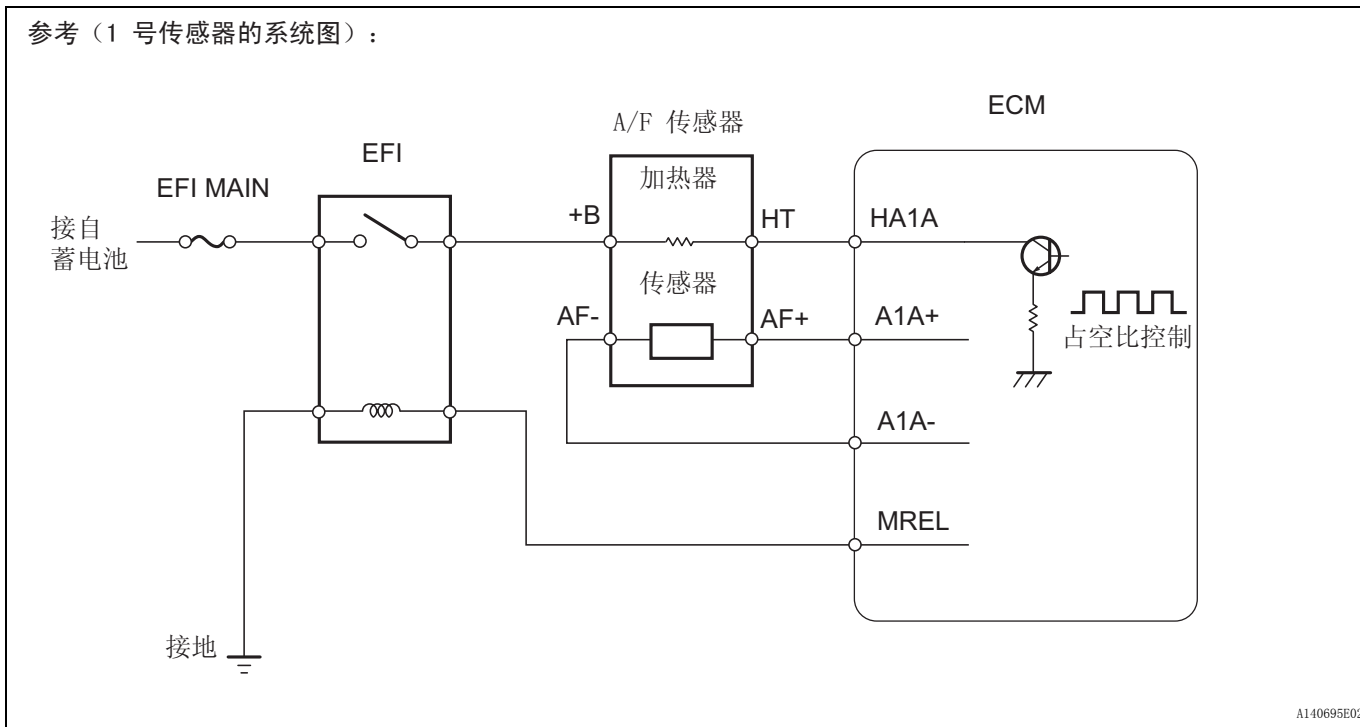 参考（1 号传感器的系统图）：
ECM
A/F 传感器
EFI
加热器
EFI MAIN
+B
HT
HA1A
接自
蓄电池
传感器
AF-
AF+
A1A+
占空比控制
A1A-
MREL
接地
A140695E02